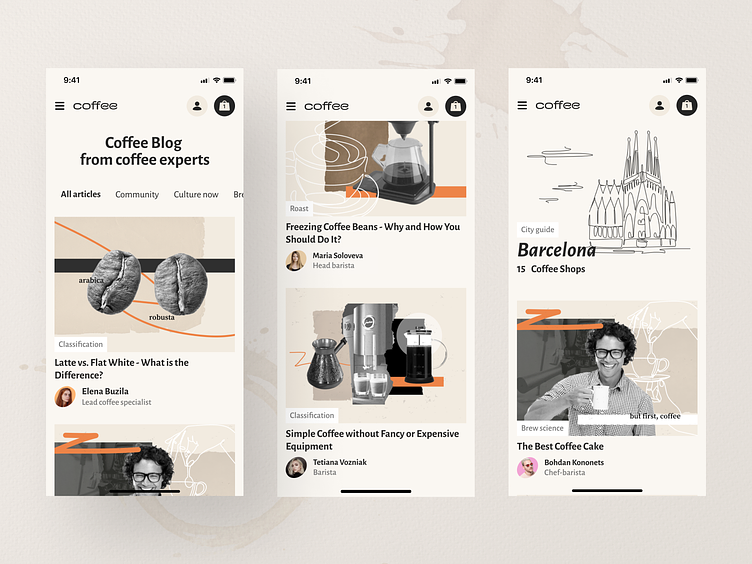 9:41
coffee
1
Coffee Blog
from coffee experts
All articles Community Culture now Bre
arabica
robusta
Classification
Latte vs. Flat White - What is the
Difference?
Elena Buzila
Lead coffee specialist
9:41
coffee
1
Roast
Freezing Coffee Beans - Why and How You
Should Do It?
Maria Soloveva
Head barista
Classification
Simple Coffee without Fancy or Expensive
Equipment
Tetiana Vozniak
Barista
9:41
coffee
1
City guide
Barcelona
15 Coffee Shops
but first, coffee
Brew science
The Best Coffee Cake
Bohdan Kononets
Chef-barista